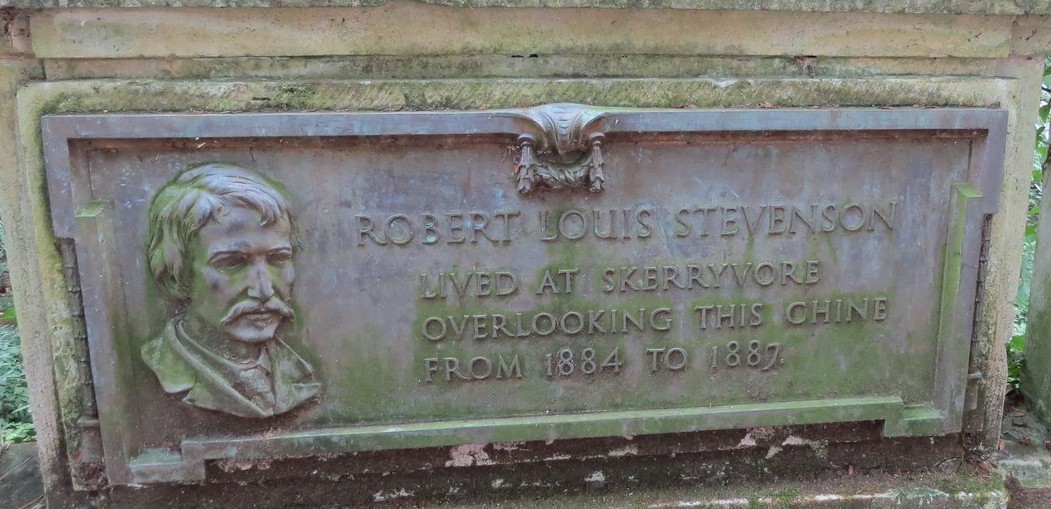 ROBERT LOUIS STEVENSON
LIVED AT SKERRYVORE
OVERLOOKING THIS CHINE
FROM 1884 TO 1887.